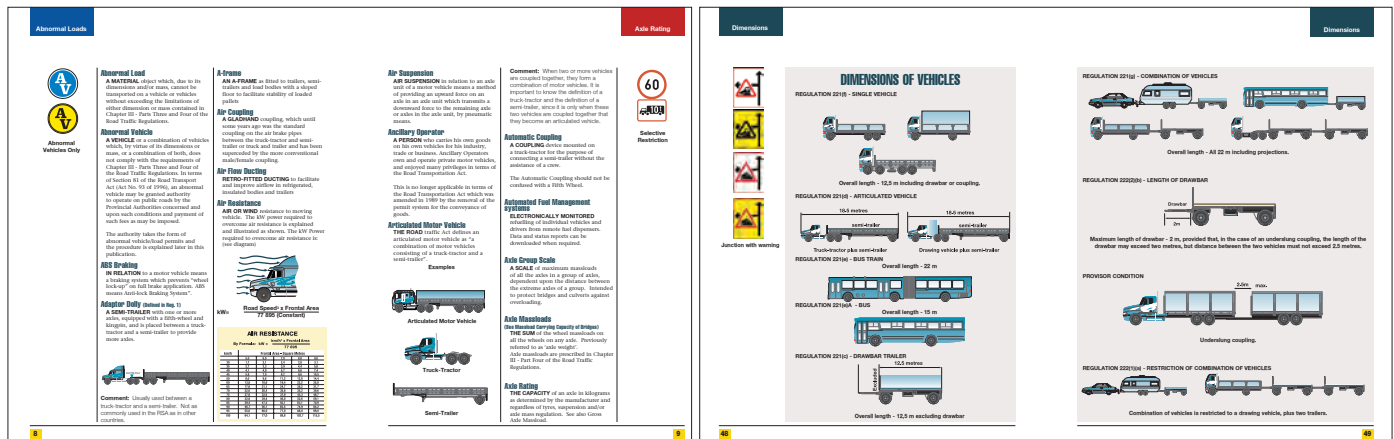 Abnormal Loads
Abnormal
Vehicles Only
Abnormal Load
A MATERIAL object which, due to its
dimensions and/or mass, cannot be
transported on a vehicle or vehicles
without exceeding the limitations of
either dimension or mass contained in
Chapter III - Parts Three and Four of
the Road Traffic Regulations.
Abnormal Vehicle
A VEHICLE or combination of vehicles
which, by virtue of its dimensions or
mass, or a combination of both, does
not comply with the requirements of
Chapter III - Parts Three and Four of
the Road Traffic Regulations. In terms
of Section 81 of the Road Transport
Act (Act No. 93 of 1996), an abnormal
vehicle may be granted authority
to operate on public roads by the
Provincial Authorities concerned and
upon such conditions and payment of
such fees as may be imposed.
The authority takes the form of
abnormal vehicle/load permits and
the procedure is explained later in this
publication.
ABS Braking
IN RELATION to a motor vehicle means
a braking system which prevents "wheel
lock-up" on full brake application. ABS
means Anti-lock Braking System".
Adaptor Dolly (Defined in Reg. 1)
A SEMI-TRAILER with one or more
axles, equipped with a fifth-wheel and
kingpin, and is placed between a truck-
tractor and a semi-trailer to provide
more axles.
Comment: Usually used between a
truck-tractor and a semi-trailer. Not as
commonly used in the RSA as in other
countries.
A-frame
AN A-FRAME as fitted to trailers, semi-
trailers and load bodies with a sloped
floor to facilitate stability of loaded
pallets
Air Coupling
A GLADHAND coupling, which until
some years ago was the standard
coupling on the air brake pipes
between the truck-tractor and semi-
trailer or truck and trailer and has been
superceded by the more conventional
male/female coupling.
Air Flow Ducting
RETRO-FITTED DUCTING to facilitate
and improve airflow in refrigerated,
insulated bodies and trailers
Air Resistance
AIR OR WIND resistance to moving
vehicle. The kW power required to
overcome air resistance is explained
and illustrated as shown. The kW Power
required to overcome air resistance is:
(see diagram)
kW= Road Speed³ x Frontal Area
77 895 (Constant)
AIR RESISTANCE
By Formula: kW = km/h³ x Frontal Area
77 895
km/h Frontal Area - Square Metres
8
Axle Rating
Air Suspension
AIR SUSPENSION in relation to an axle
unit of a motor vehicle means a method
of providing an upward force on an
axle in an axle unit which transmits a
downward force to the remaining axle
or axles in the axle unit, by pneumatic
means.
Ancillary Operator
A PERSON who carries his own goods
on his own vehicles for his industry,
trade or business. Ancillary Operators
own and operate private motor vehicles,
and enjoyed many privileges in terms of
the Road Transportation Act.
This is no longer applicable in terms of
the Road Transportation Act which was
amended in 1989 by the removal of the
permit system for the conveyance of
goods.
Articulated Motor Vehicle
THE ROAD traffic Act defines an
articulated motor vehicle as "a
combination of motor vehicles
consisting of a truck-tractor and a
semi-trailer".
Examples
Articulated Motor Vehicle
Truck-Tractor
Semi-Trailer
Comment: When two or more vehicles
are coupled together, they form a
combination of motor vehicles. It is
important to know the definition of a
truck-tractor and the definition of a
semi-trailer, since it is only when these
two vehicles are coupled together that
they become an articulated vehicle.
Automatic Coupling
A COUPLING device mounted on
a truck-tractor for the purpose of
connecting a semi-trailer without the
assistance of a crew.
The Automatic Coupling should not be
confused with a Fifth Wheel.
Automated Fuel Management
systems
ELECTRONICALLY MONITORED
refuelling of individual vehicles and
drivers from remote fuel dispensers.
Data and status reports can be
downloaded when required.
Axle Group Scale
A SCALE of maximum massloads
of all the axles in a group of axles,
dependent upon the distance between
the extreme axles of a group. Intended
to protect bridges and culverts against
overloading.
Axle Massloads
(See Massload Carrying Capacity of Bridges)
THE SUM of the wheel massloads on
all the wheels on any axle. Previously
referred to as 'axle weight'.
Axle massloads are prescribed in Chapter
III - Part Four of the Road Traffic
Regulations.
Axle Rating
THE CAPACITY of an axle in kilograms
as determined by the manufacturer and
regardless of tyres, suspension and/or
axle mass regulation. See also Gross
Axle Massload.
60
Selective
Restriction
9
Dimensions
Junction with warning
DIMENSIONS OF VEHICLES
REGULATION 221(f) - SINGLE VEHICLE
Overall length - 12,5 m including drawbar or coupling.
REGULATION 221(d) - ARTICULATED VEHICLE
18-5 metres
semi-trailer
Truck-tractor plus semi-trailer
18-5 metres
semi-trailer
Drawing vehicle plus semi-trailer
REGULATION 221(e) - BUS TRAIN
Overall length - 22 m
REGULATION 221(e)A - BUS
Overall length - 15 m
REGULATION 221(c) - DRAWBAR TRAILER
12,5 metres
Excluded
Overall length - 12,5 m excluding drawbar
48
Dimensions
REGULATION 221(g) - COMBINATION OF VEHICLES
Overall length - All 22 m including projections.
REGULATION 222(2)(b) - LENGTH OF DRAWBAR
Drawbar
2m
Maximum length of drawber - 2 m, provided that, in the case of an underslung coupling, the length of the
drawbar may exceed two metres, but distance between the two vehicles must not exceed 2.5 metres.
PROVISOR CONDITION
2-5m max.
Underslung coupling.
REGULATION 222(1)(a) - RESTRICTION OF COMBINATION OF VEHICLES
Combination of vehicles is restricted to a drawing vehicle, plus two trailers.
49